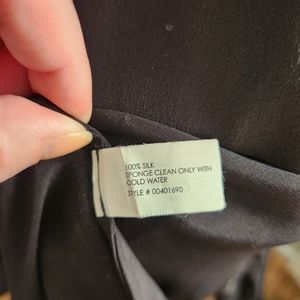 100% SILK
SPONGE CLEAN ONLY WITH
COLD WATER
STYLE # 00401690